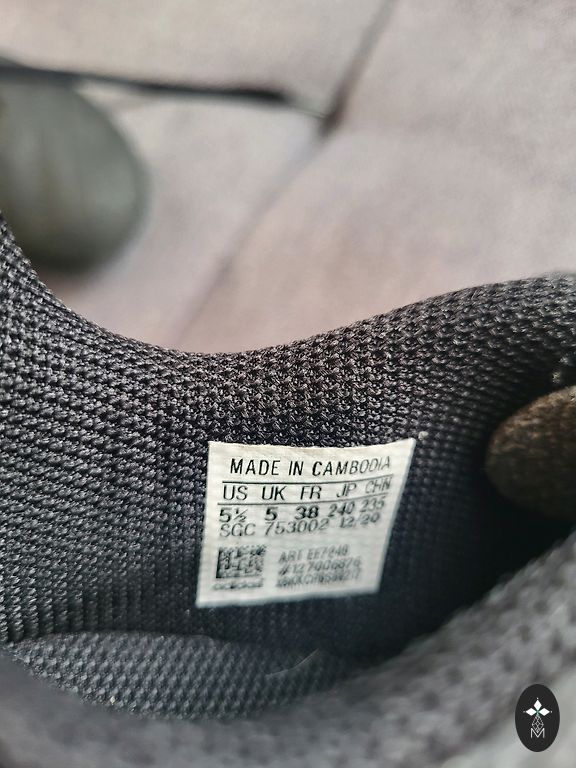 MADE IN CAMBODIA
US UK FR JP CHN
5½ 5 38 240 235
SGC 753002 12/20
ART
adidas
M